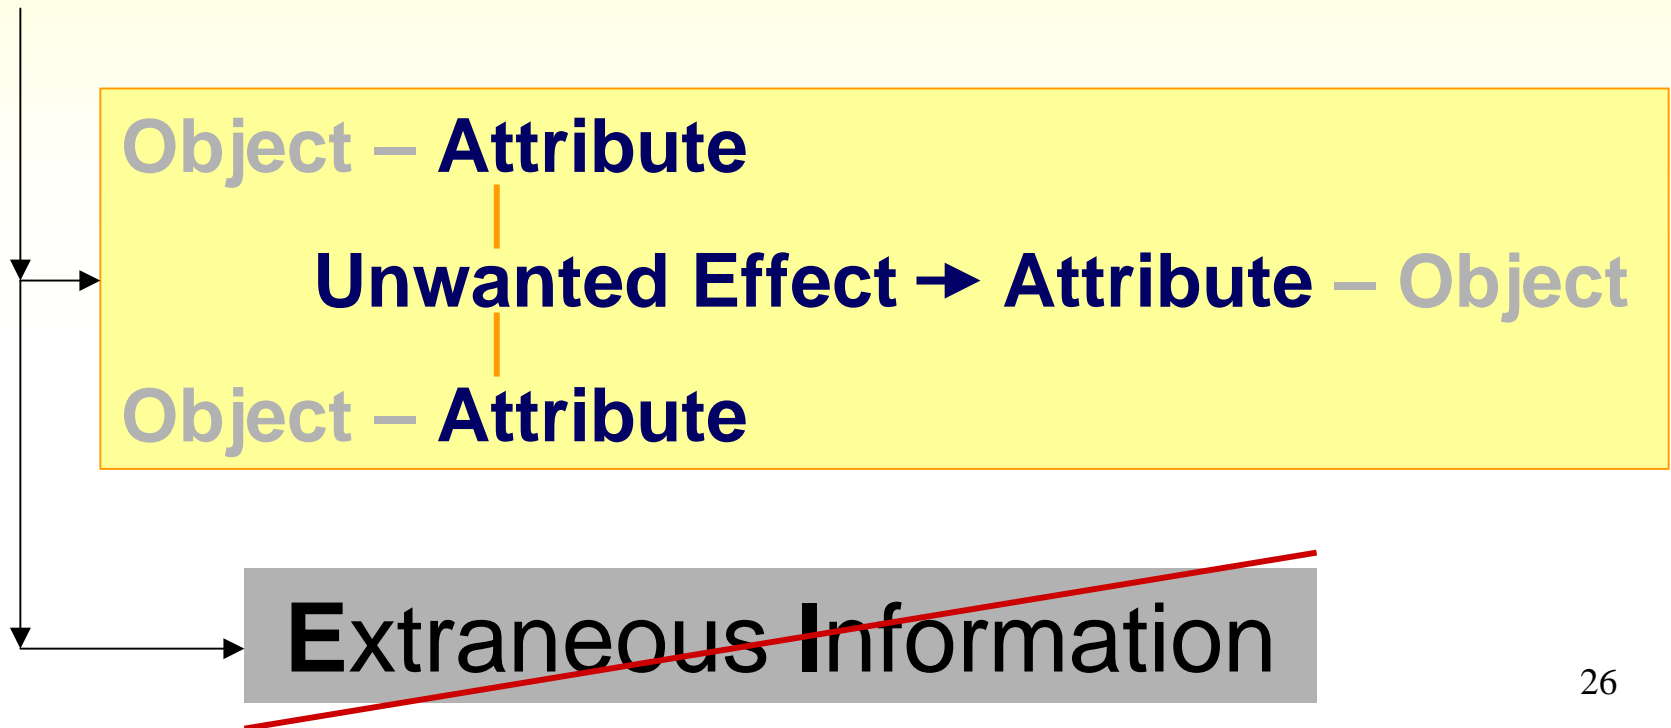 Object – Attribute
Unwanted Effect → Attribute – Object
Object – Attribute
Extraneous Information
26